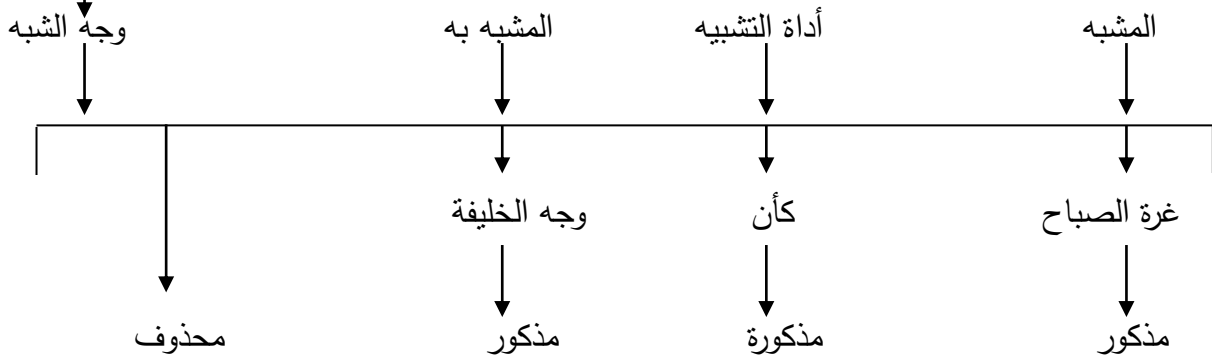 المشبه أداة التشبيه المشبه به وجه الشبه
غرة الصباح كأن وجه الخليفة
مذكور مذكورة مذكور محذوف